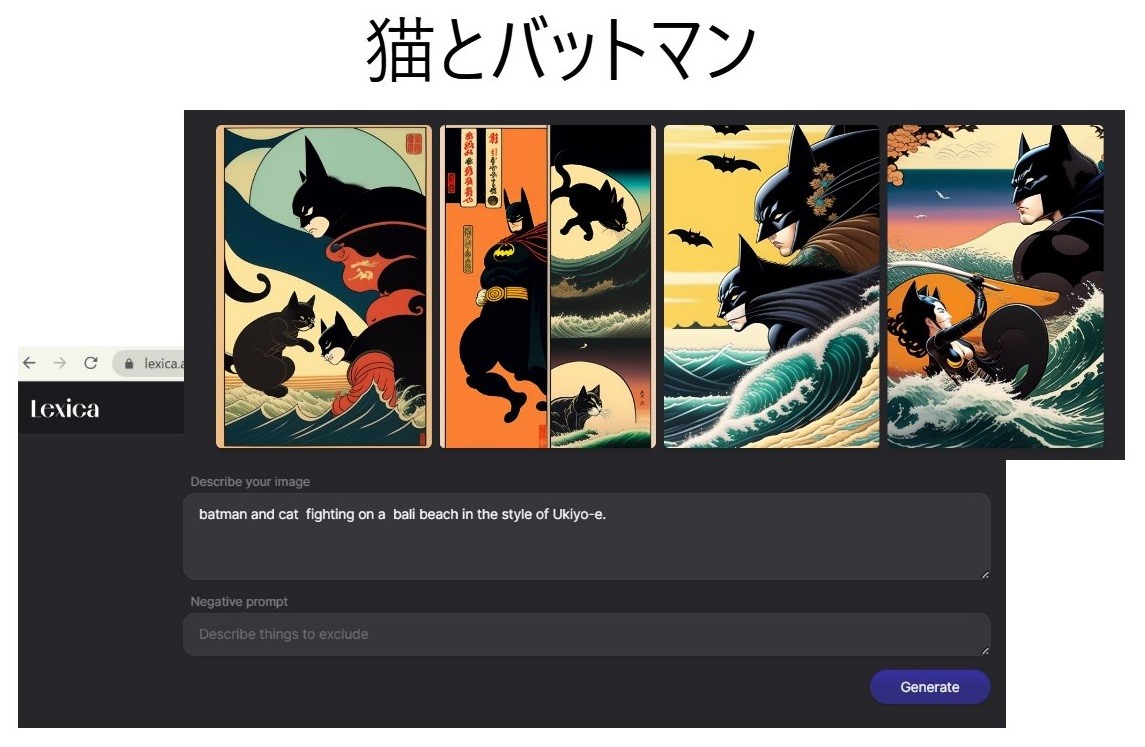 猫とバットマン
lexica.a
Lexica
Describe your image
batman and cat  fighting on a  bali beach in the style of Ukiyo-e.
Negative prompt
Describe things to exclude
Generate